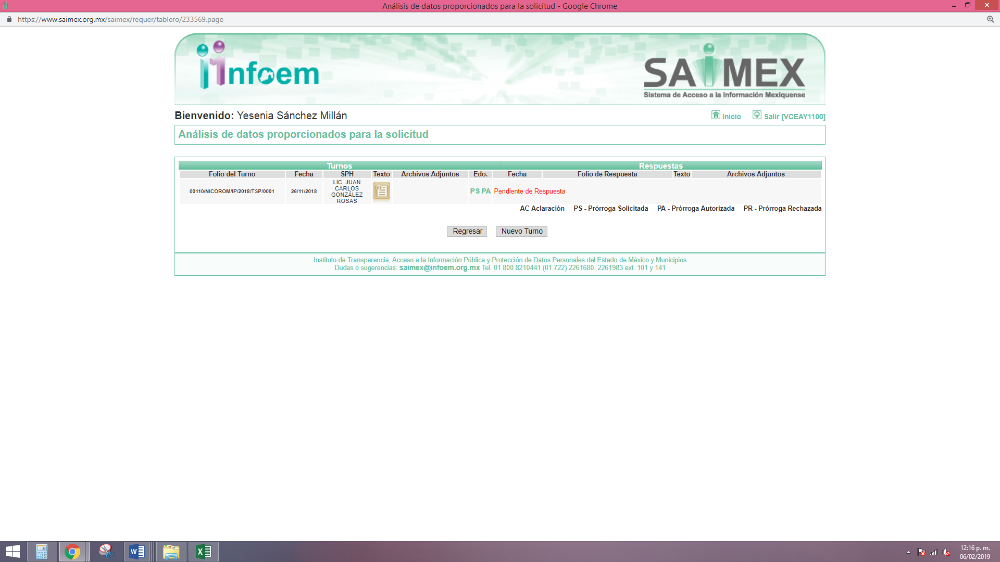 Análisis de datos proporcionados para la solicitud - Google Chrome
https://www.saimex.org.mx/saimex/requer/tablero/233569.page
infoem
SAiMEX
Sistema de Acceso a la Información Mexiquense
Bienvenido: Yesenia Sánchez Millán
Inicio Salir [VCEAY1100]
Análisis de datos proporcionados para la solicitud
Turnos Respuestas
Folio del Turno Fecha SPH Texto Archivos Adjuntos Edo. Fecha Folio de Respuesta Texto Archivos Adjuntos
00110/NICOROM/IP/2018/TSP/0001 26/11/2018 LIC. JUAN CARLOS GONZÁLEZ ROSAS PS PA Pendiente de Respuesta
AC Aclaración PS - Prórroga Solicitada PA - Prórroga Autorizada PR - Prórroga Rechazada
Regresar Nuevo Turno
Instituto de Transparencia, Acceso a la Información Pública y Protección de Datos Personales del Estado de México y Municipios
Dudas o sugerencias: saimex@infoem.org.mx Tel. 01 800 8210441 (01 722) 2261680, 2261983 ext. 101 y 141
12:16 p. m.
06/02/2019